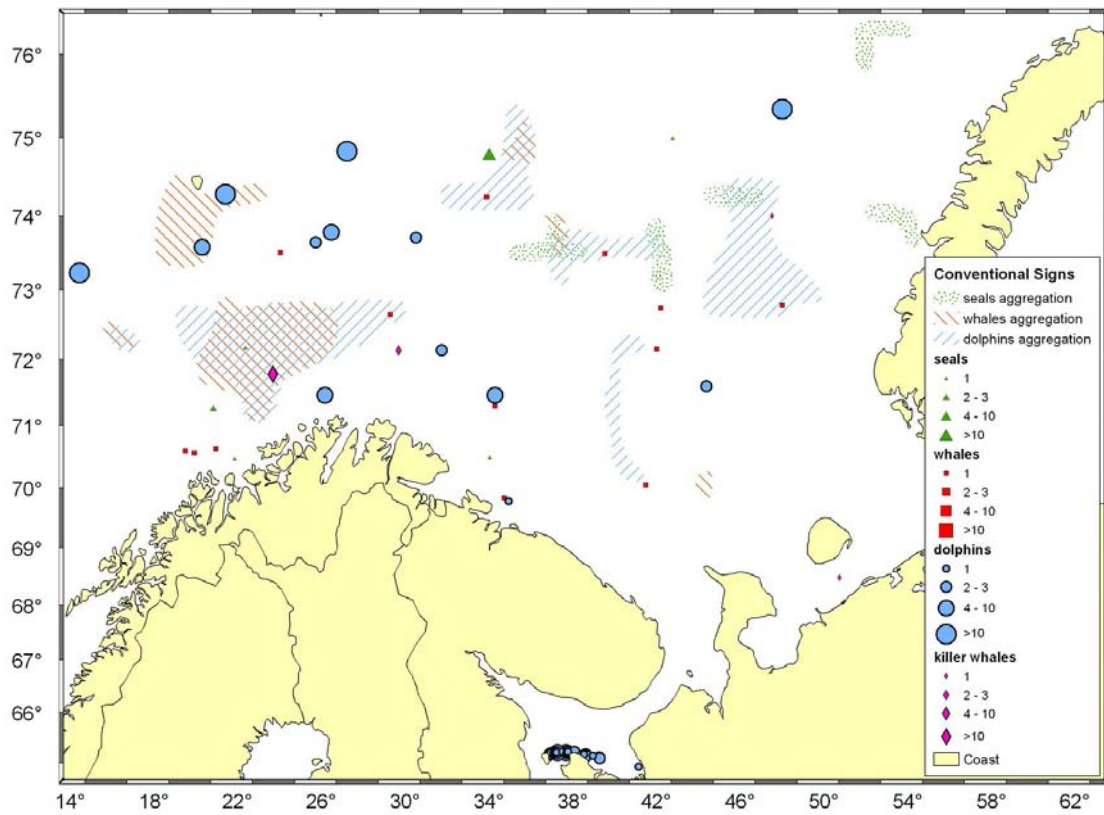 76°
75°
74°
73°
72°
71°
70°
69°
68°
67°
66°
Conventional Signs
seals aggregation
whales aggregation
dolphins aggregation
seals
1
2 - 3
4 - 10
>10
whales
1
2 - 3
4 - 10
>10
dolphins
1
2 - 3
4 - 10
>10
killer whales
1
2 - 3
4 - 10
>10
Coast
14° 18° 22° 26° 30° 34° 38° 42° 46° 50° 54° 58° 62°